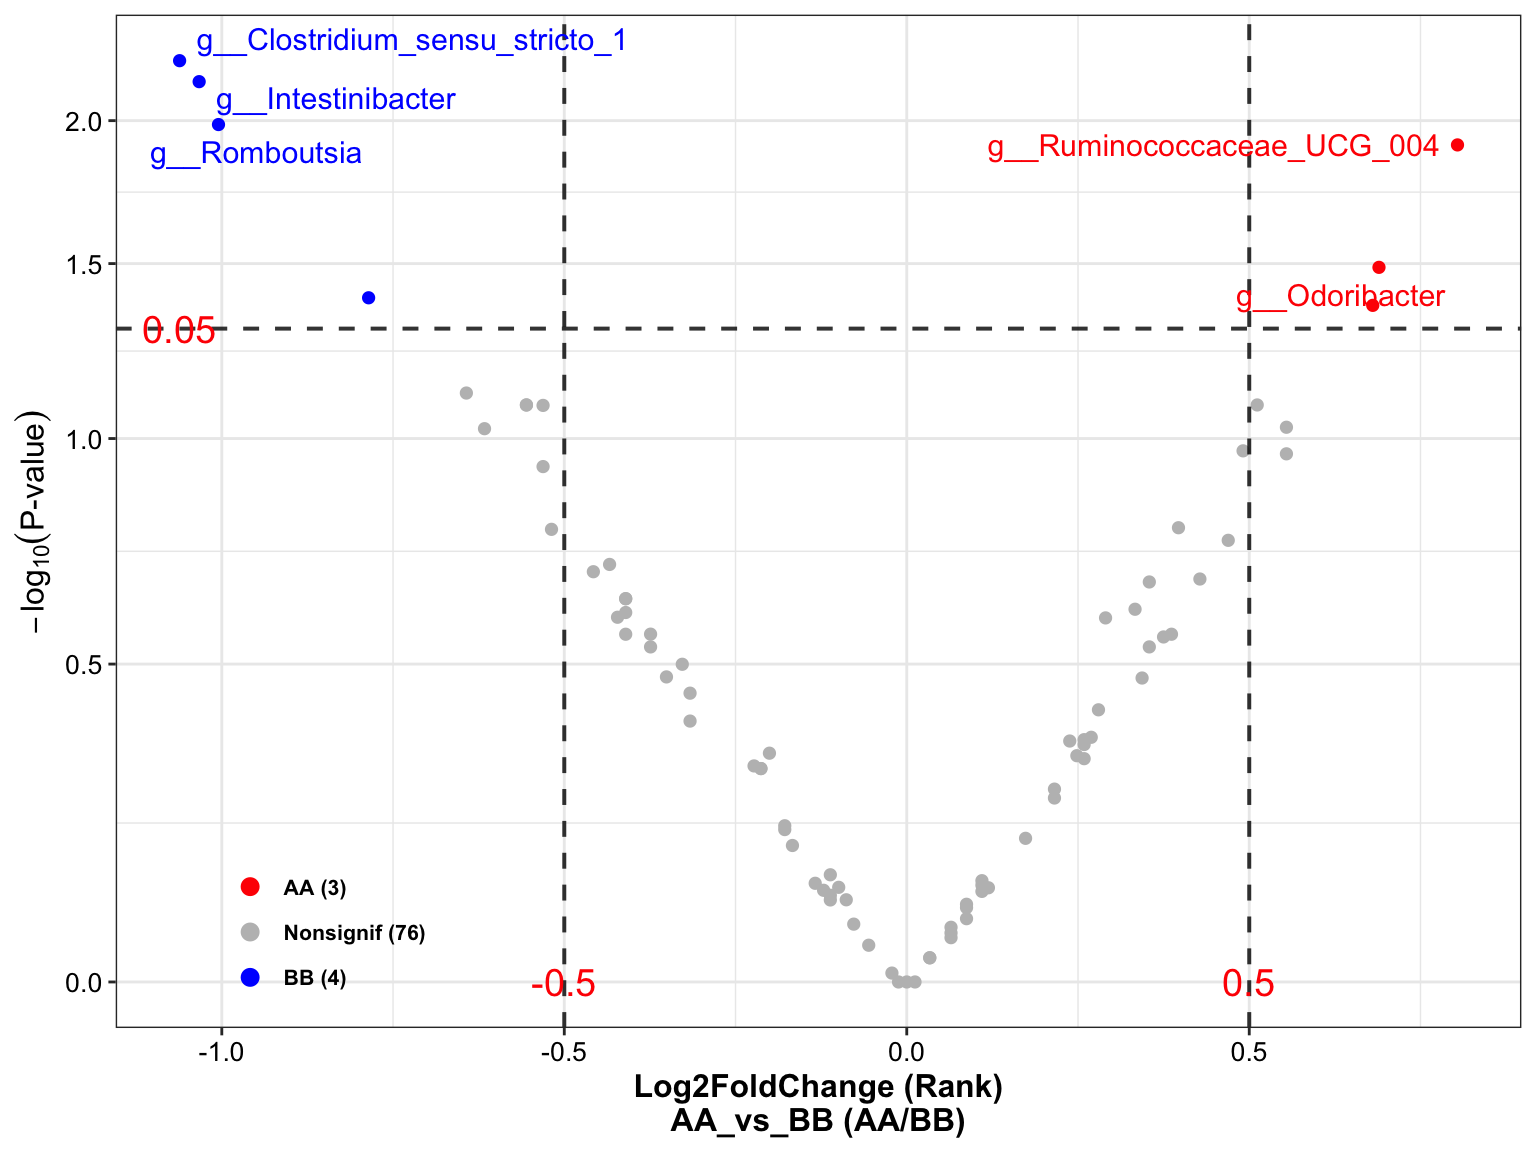 g__Clostridium_sensu_stricto_1
g__Intestinibacter
g__Romboutsia
g__Ruminococcaceae_UCG_004
g__Odoribacter
0.05
2.0
1.5
1.0
0.5
0.0
−log10(P-value)
AA (3)
Nonsignif (76)
BB (4)
-0.5
0.5
-1.0
-0.5
0.0
0.5
Log2FoldChange (Rank)
AA_vs_BB (AA/BB)